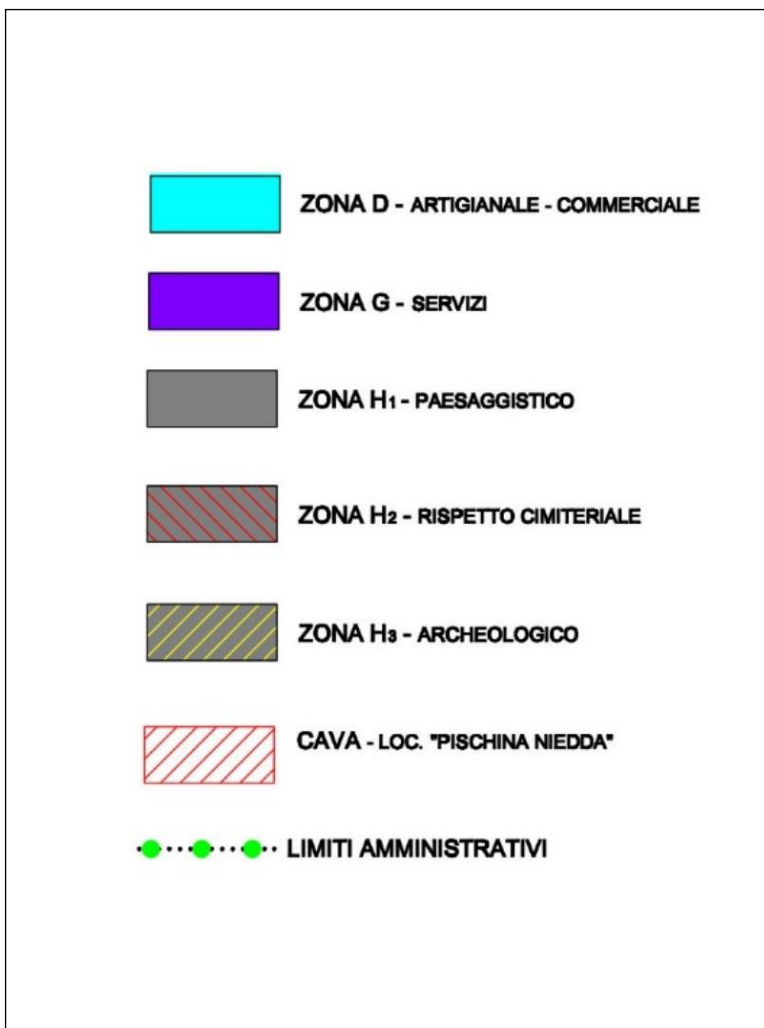 ZONA D - ARTIGIANALE - COMMERCIALE
ZONA G - SERVIZI
ZONA H1 - PAESAGGISTICO
ZONA H2 - RISPETTO CIMITERIALE
ZONA H3 - ARCHEOLOGICO
CAVA - LOC. "PISCHINA NIEDDA"
LIMITI AMMINISTRATIVI